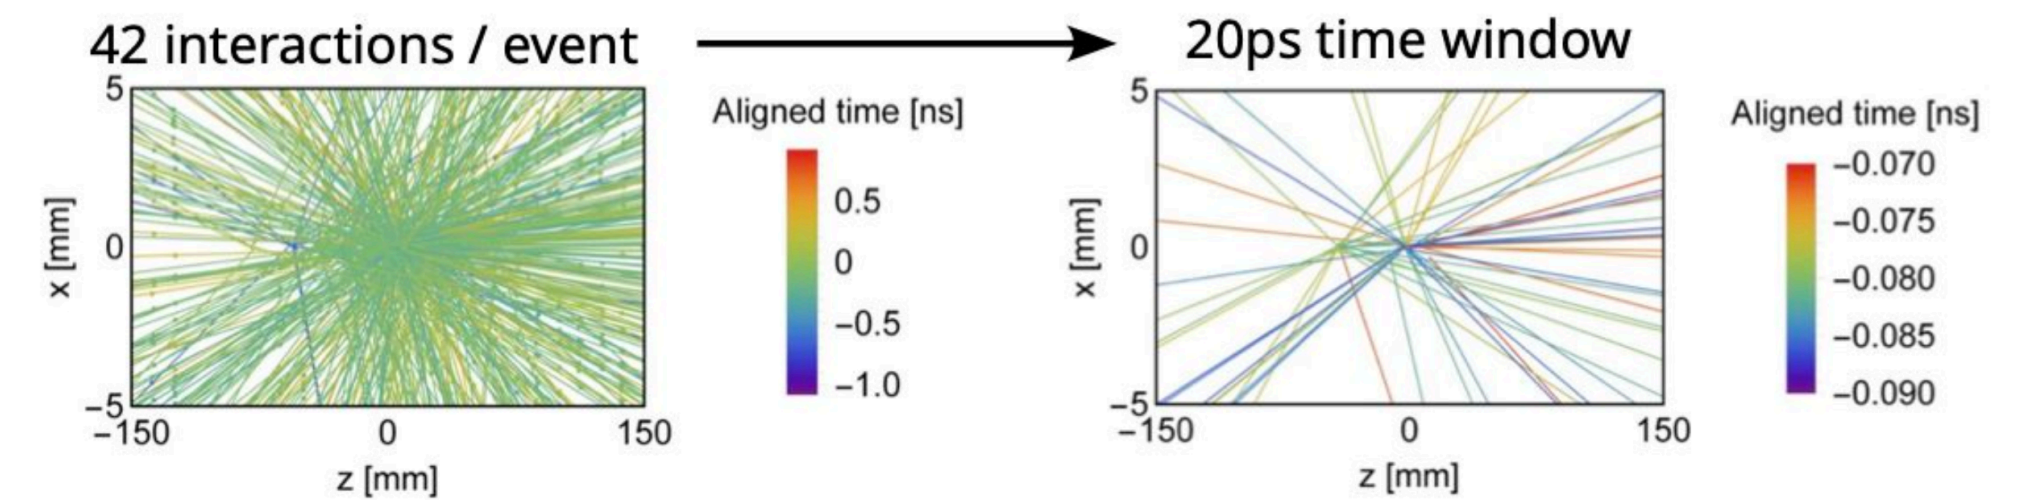 42 interactions / event
20ps time window
5
0
−5
x [mm]
−150
0
150
z [mm]
Aligned time [ns]
0.5
0
−0.5
−1.0
5
0
−5
x [mm]
−150
0
150
z [mm]
Aligned time [ns]
−0.070
−0.075
−0.080
−0.085
−0.090